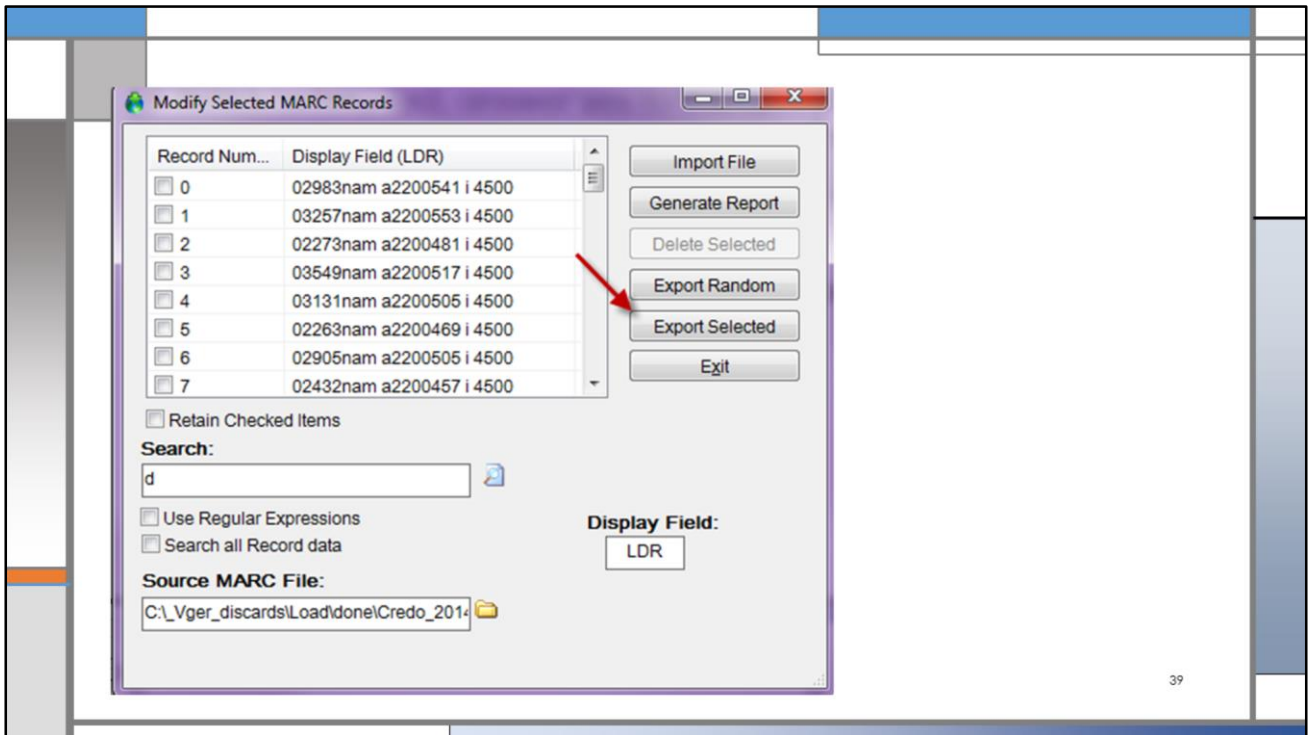 Modify Selected MARC Records
Record Num... Display Field (LDR)
0 02983nam a2200541 i 4500
1 03257nam a2200553 i 4500
2 02273nam a2200481 i 4500
3 03549nam a2200517 i 4500
4 03131nam a2200505 i 4500
5 02263nam a2200469 i 4500
6 02905nam a2200505 i 4500
7 02432nam a2200457 i 4500
Import File
Generate Report
Delete Selected
Export Random
Export Selected
Exit
Retain Checked Items
Search:
d
Use Regular Expressions
Search all Record data
Display Field:
LDR
Source MARC File:
C:\_Vger_discards\Load\done\Credo_2014
39